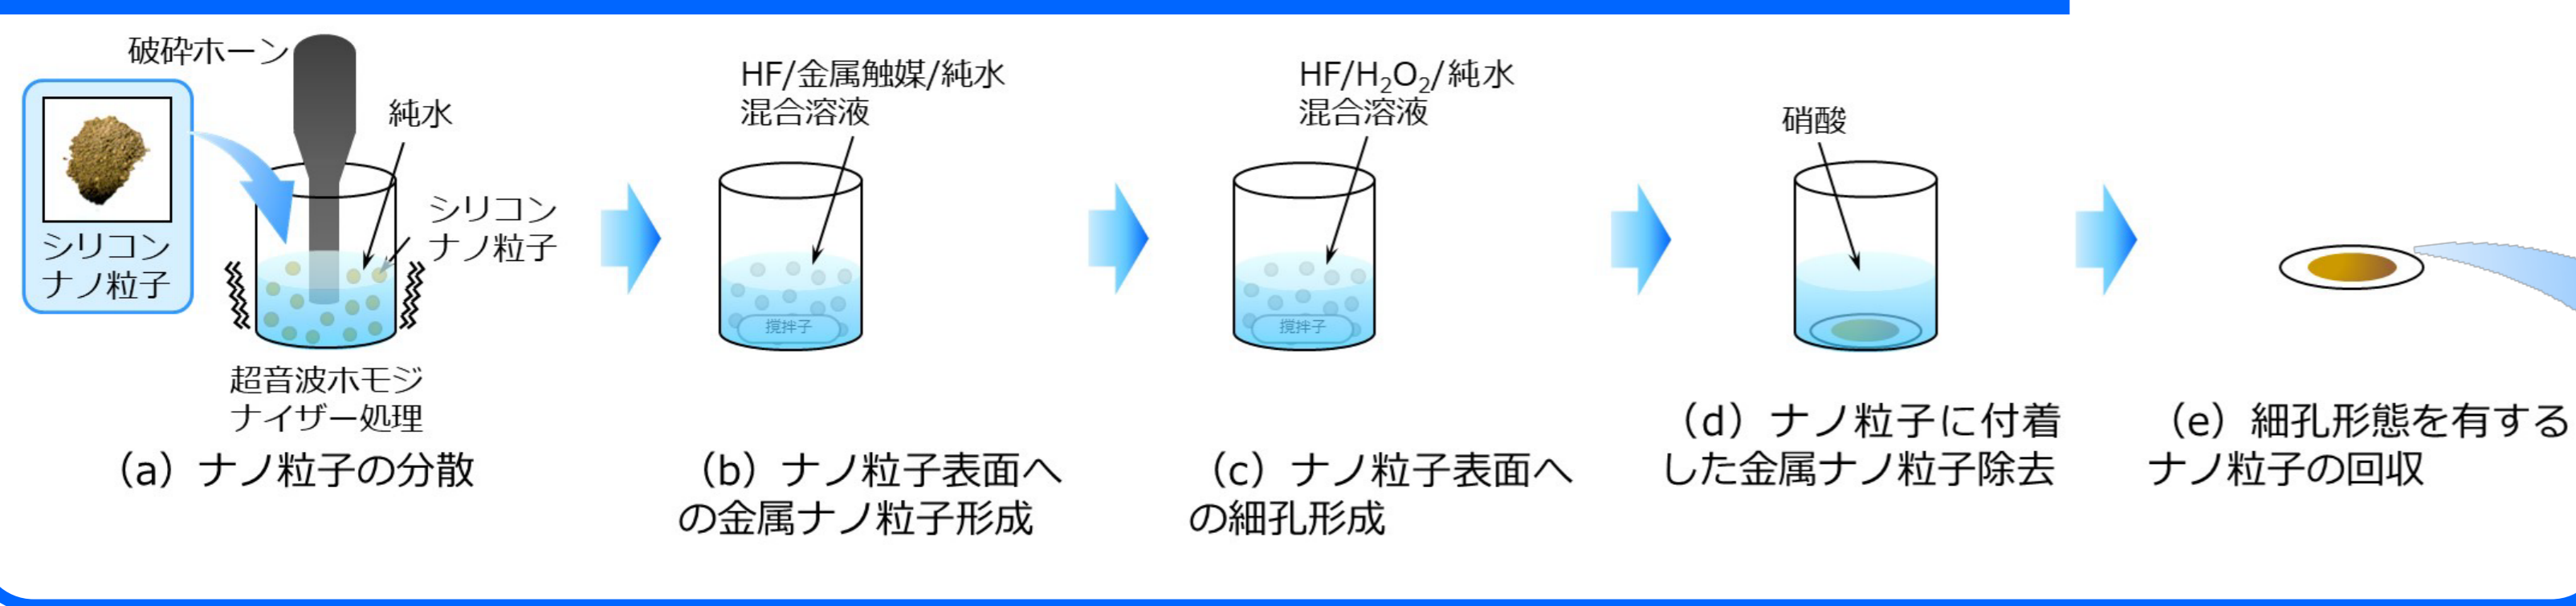 破砕ホーン
純水
シリコン
ナノ粒子
シリコン
ナノ粒子
超音波ホモジ
ナイザー処理
（a）ナノ粒子の分散
HF/金属触媒/純水
混合溶液
撹拌子
（b）ナノ粒子表面へ
の金属ナノ粒子形成
HF/H₂O₂/純水
混合溶液
撹拌子
（c）ナノ粒子表面へ
の細孔形成
硝酸
（d）ナノ粒子に付着
した金属ナノ粒子除去
（e）細孔形態を有する
ナノ粒子の回収